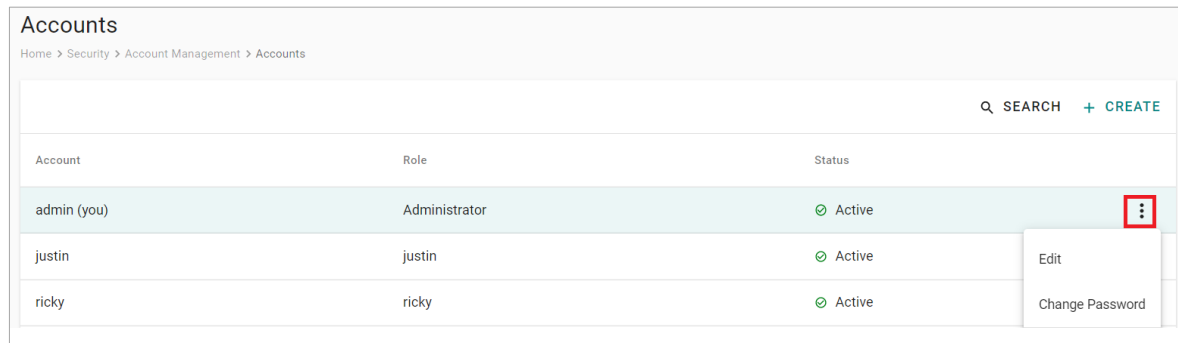 Accounts
Home > Security > Account Management > Accounts
SEARCH + CREATE
Account Role Status
admin (you) Administrator Active
justin justin Active
Edit
ricky ricky Active
Change Password